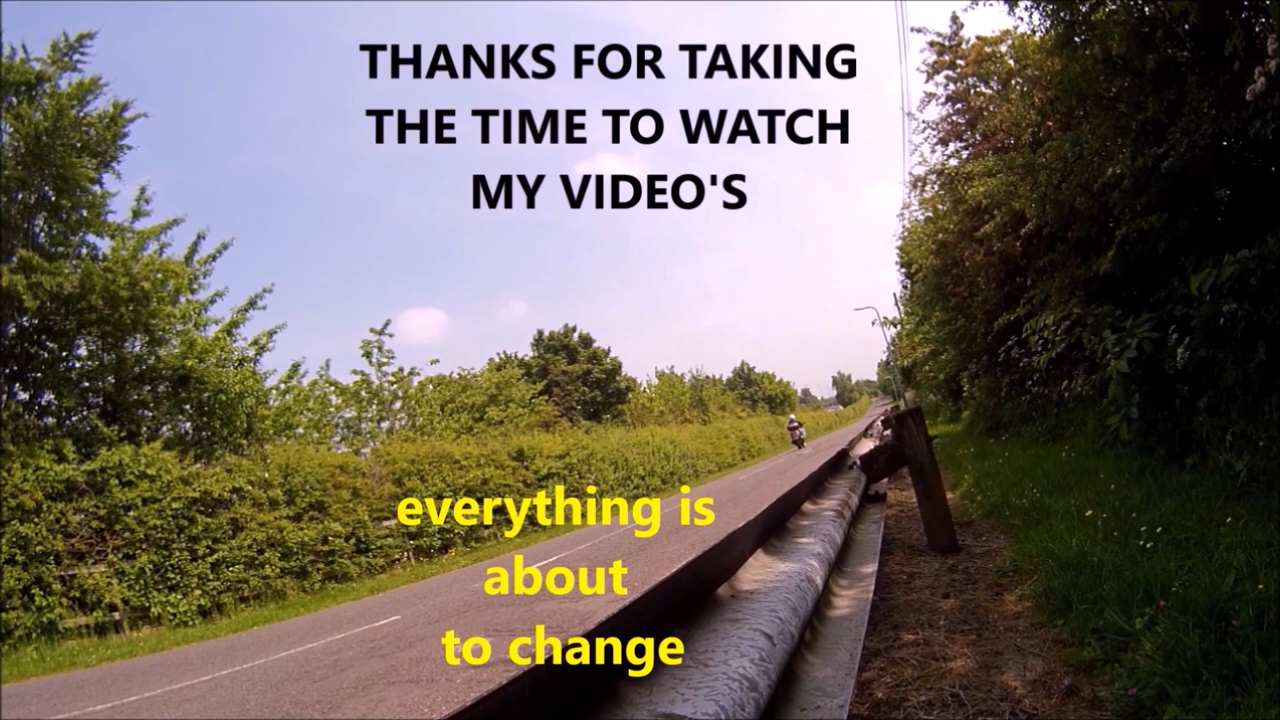 THANKS FOR TAKING
THE TIME TO WATCH
MY VIDEO'S
everything is
about
to change